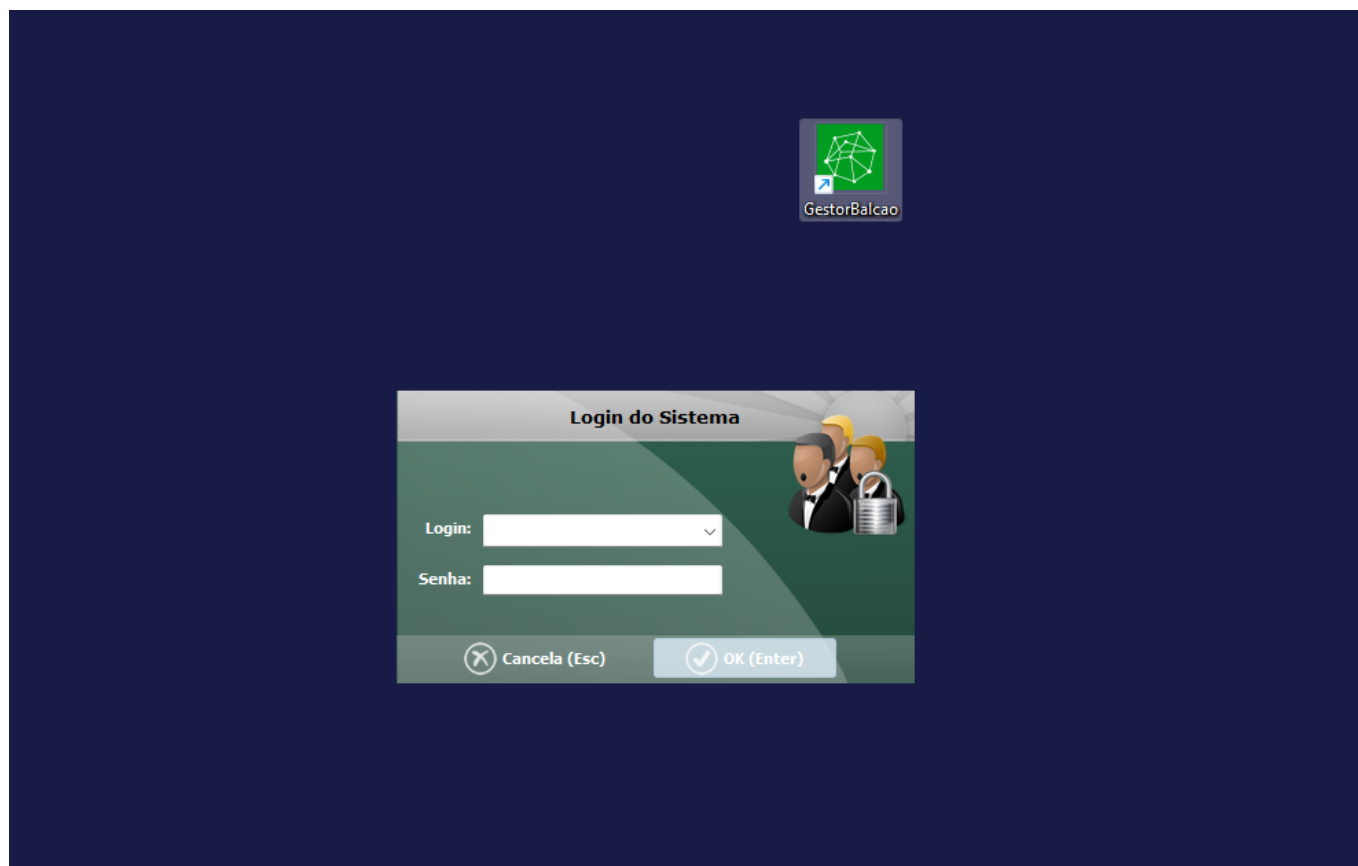 GestorBalcao
Login do Sistema
Login:
Senha:
Cancela (Esc)
OK (Enter)